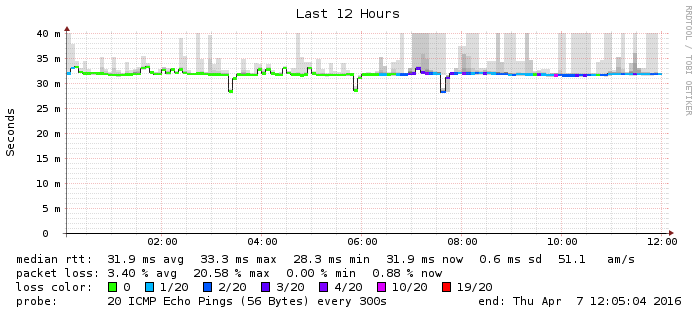 Last 12 Hours
RRDTOOL / TOBI OETIKER
Seconds
40 m
35 m
30 m
25 m
20 m
15 m
10 m
5 m
0
02:00 04:00 06:00 08:00 10:00 12:00
median rtt: 31.9 ms avg 33.3 ms max 28.3 ms min 31.9 ms now 0.6 ms sd 51.1 am/s
packet loss: 3.40 % avg 20.58 % max 0.00 % min 0.88 % now
loss color: 0 1/20 2/20 3/20 4/20 10/20 19/20
probe: 20 ICMP Echo Pings (56 Bytes) every 300s end: Thu Apr 7 12:05:04 2016